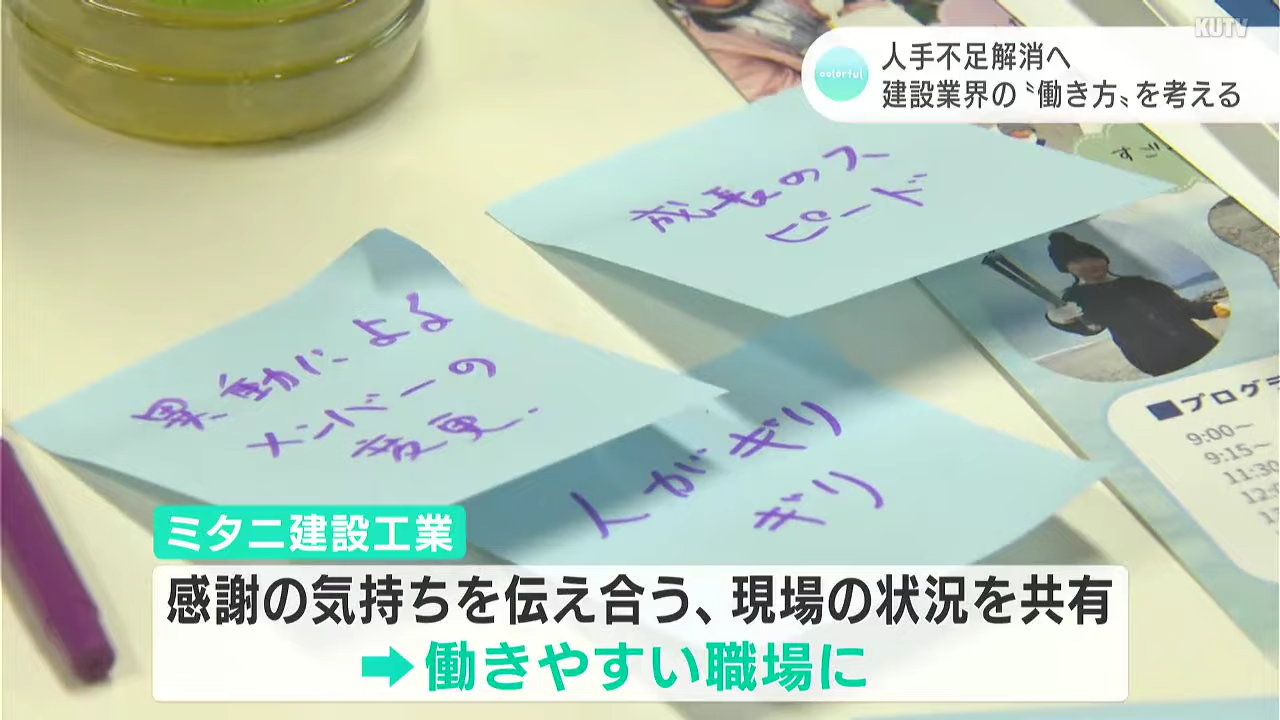 KUTV
colorful
人手不足解消へ
建設業界の〝働き方〟を考える
すご
成長のス
ピード
異動による
メンバーの
変更.
人がギリ
ギリ
■プログラ
9:00～
9:15～
11:30
ミタニ建設工業
感謝の気持ちを伝え合う、現場の状況を共有
➡働きやすい職場に